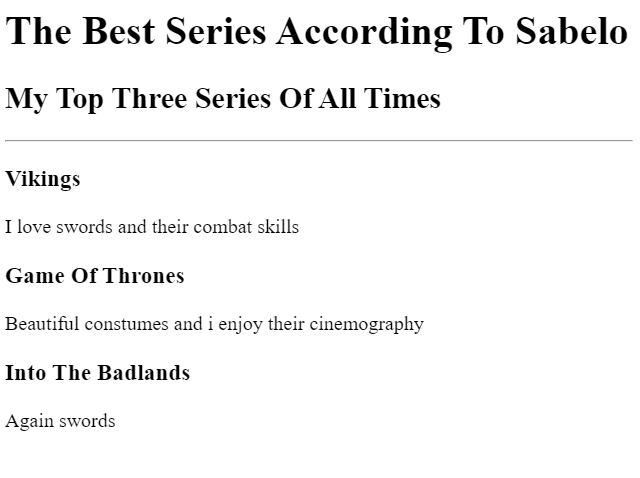 The Best Series According To Sabelo
My Top Three Series Of All Times
Vikings
I love swords and their combat skills
Game Of Thrones
Beautiful constumes and i enjoy their cinemography
Into The Badlands
Again swords